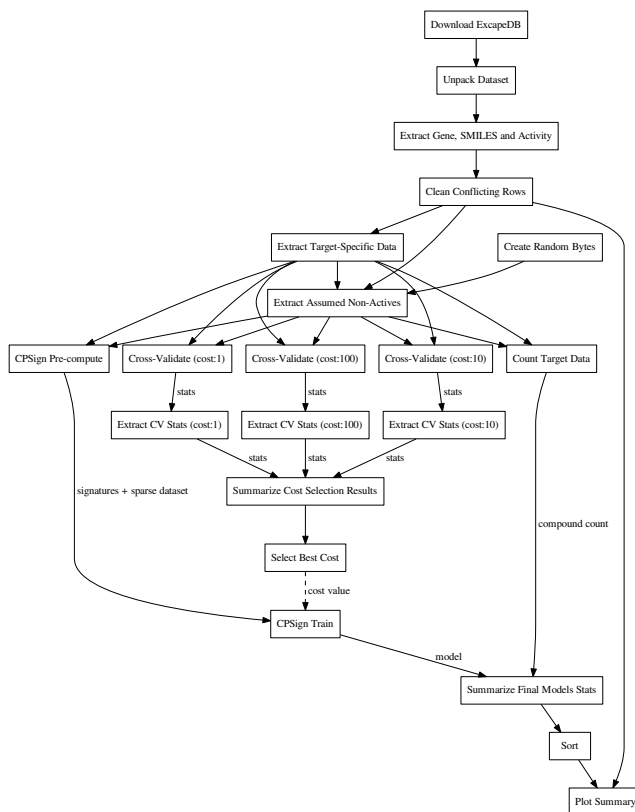 Download ExcapeDB
Unpack Dataset
Extract Gene, SMILES and Activity
Clean Conflicting Rows
Extract Target-Specific Data
Create Random Bytes
Extract Assumed Non-Actives
CPSign Pre-compute
Cross-Validate (cost:1)
Cross-Validate (cost:100)
Cross-Validate (cost:10)
Count Target Data
stats
stats
stats
Extract CV Stats (cost:1)
Extract CV Stats (cost:100)
Extract CV Stats (cost:10)
stats
stats
stats
Summarize Cost Selection Results
signatures + sparse dataset
compound count
Select Best Cost
cost value
CPSign Train
model
Summarize Final Models Stats
Sort
Plot Summary